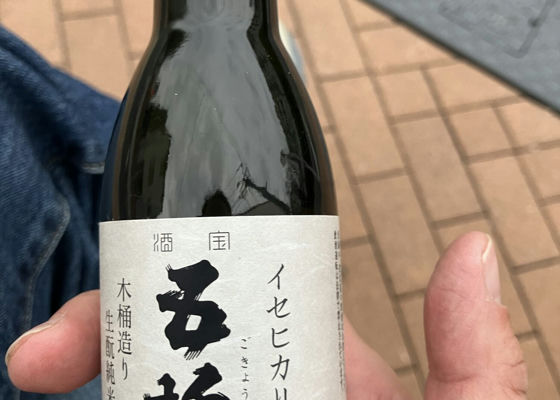 宝酒
イセヒカリ
五
ごきょう
木桶造り
生酛純米